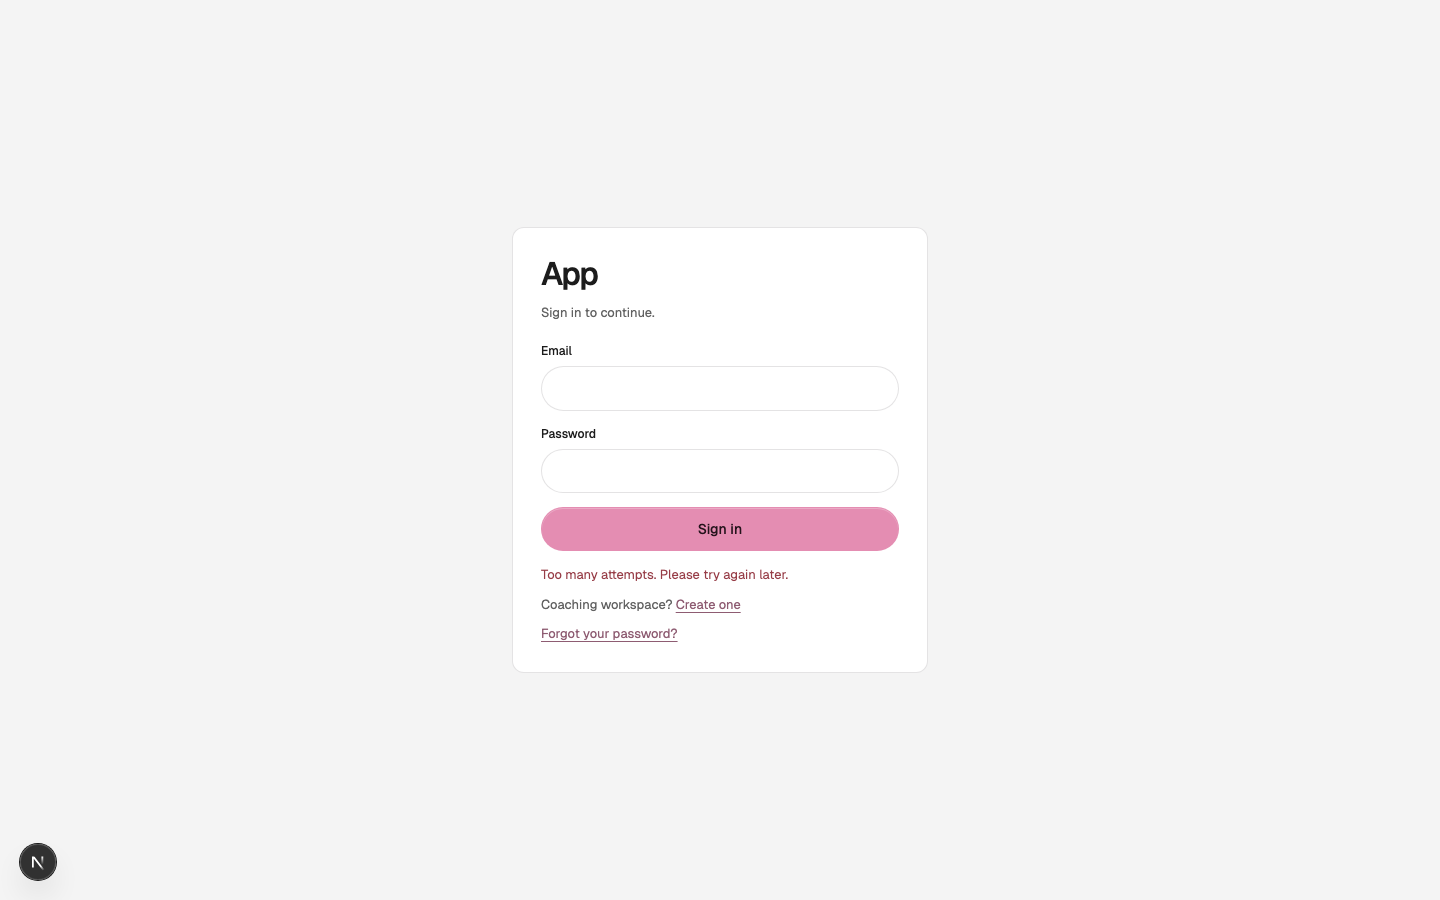 App
Sign in to continue.
Email
Password
Sign in
Too many attempts. Please try again later.
Coaching workspace? Create one
Forgot your password?
N